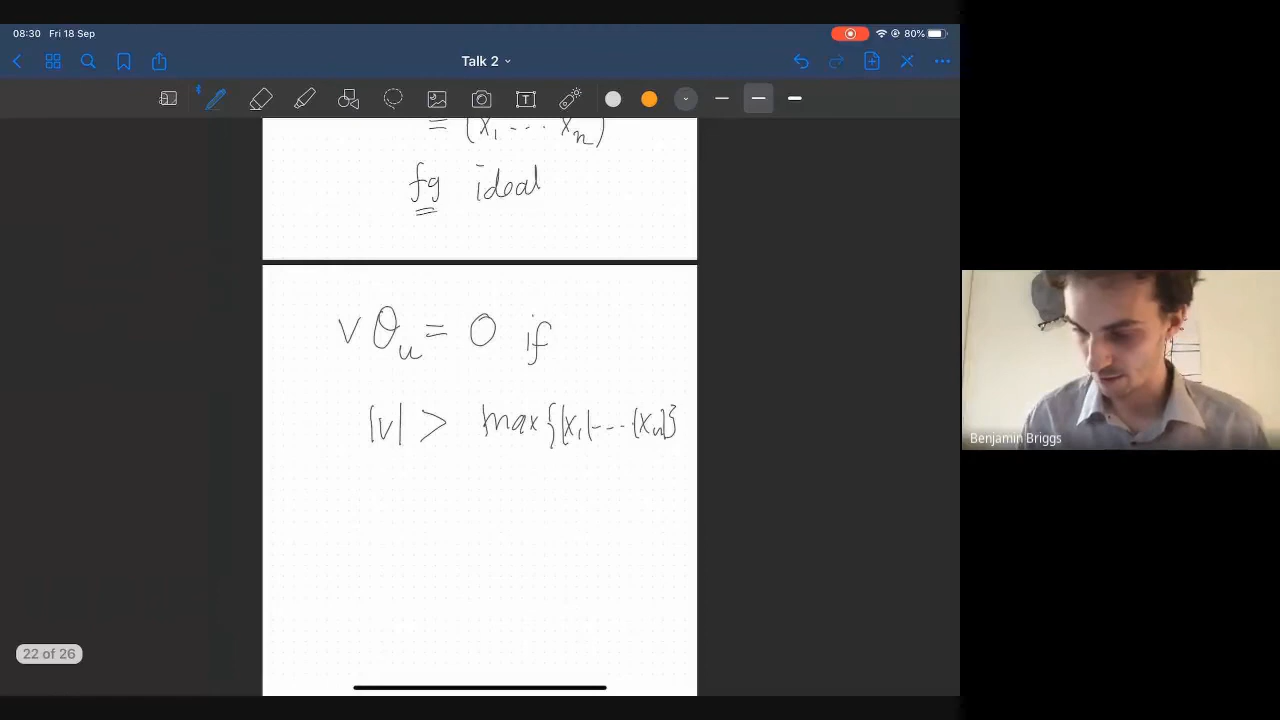 08:30 Fri 18 Sep
80%
Talk 2
T
= (x₁ ... xₙ)
fg ideal
vθᵤ = 0 if
|v| > max{|x₁|...|xₙ|}
22 of 26
Benjamin Briggs